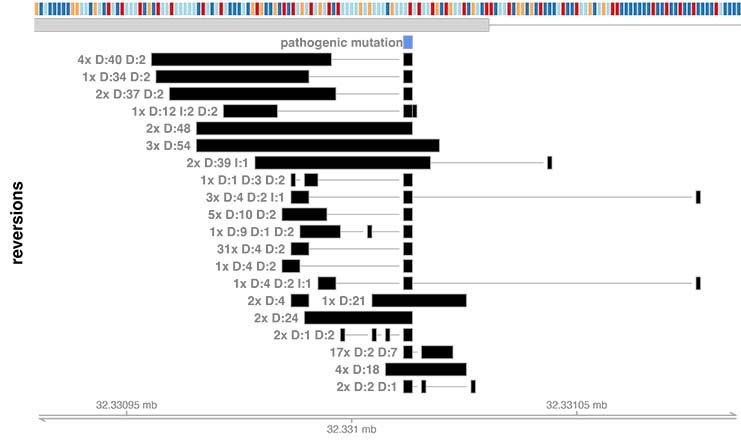 pathogenic mutation
4x D:40 D:2
1x D:34 D:2
2x D:37 D:2
1x D:12 I:2 D:2
2x D:48
3x D:54
2x D:39 I:1
1x D:1 D:3 D:2
3x D:4 D:2 I:1
5x D:10 D:2
1x D:9 D:1 D:2
31x D:4 D:2
1x D:4 D:2
1x D:4 D:2 I:1
2x D:4 1x D:21
2x D:24
2x D:1 D:2
17x D:2 D:7
4x D:18
2x D:2 D:1
reversions
32.33095 mb 32.33105 mb
32.331 mb